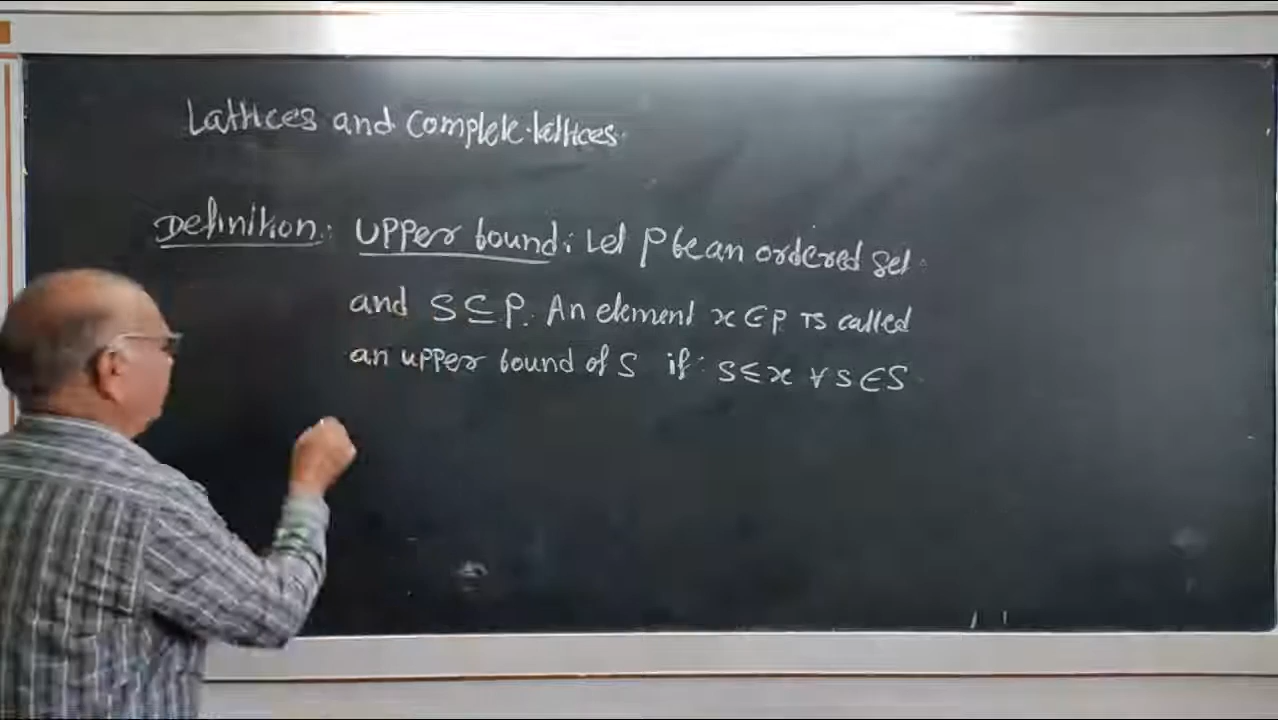 Lattices and complete lattices.
Definition: Upper bound: Let P be an ordered set.
and S ⊆ P. An element x ∈ P is called
an upper bound of S if s ≤ x ∀ s ∈ S.